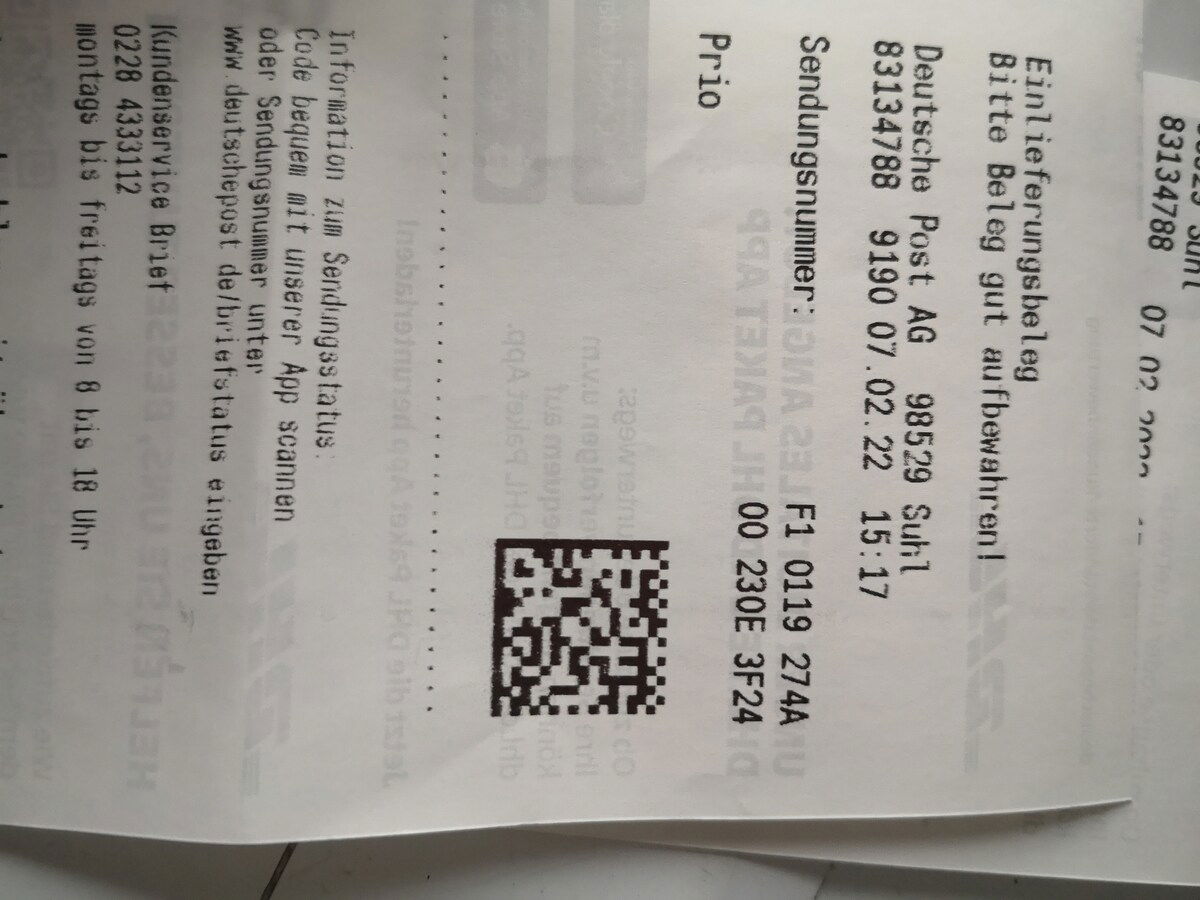 Einlieferungsbeleg
Bitte Beleg gut aufbewahren!
Deutsche Post AG 98529 Suhl
83134788 9190 07.02.22 15:17
Sendungsnummer: F1 0119 274A
00 230E 3F24
Prio
Information zum Sendungsstatus:
Code bequem mit unserer App scannen
oder Sendungsnummer unter
www.deutschepost de/briefstatus eingeben
Kundenservice Brief
0228 4333112
montags bis freitags von 8 bis 18 Uhr
Suhl
83134788 07 02